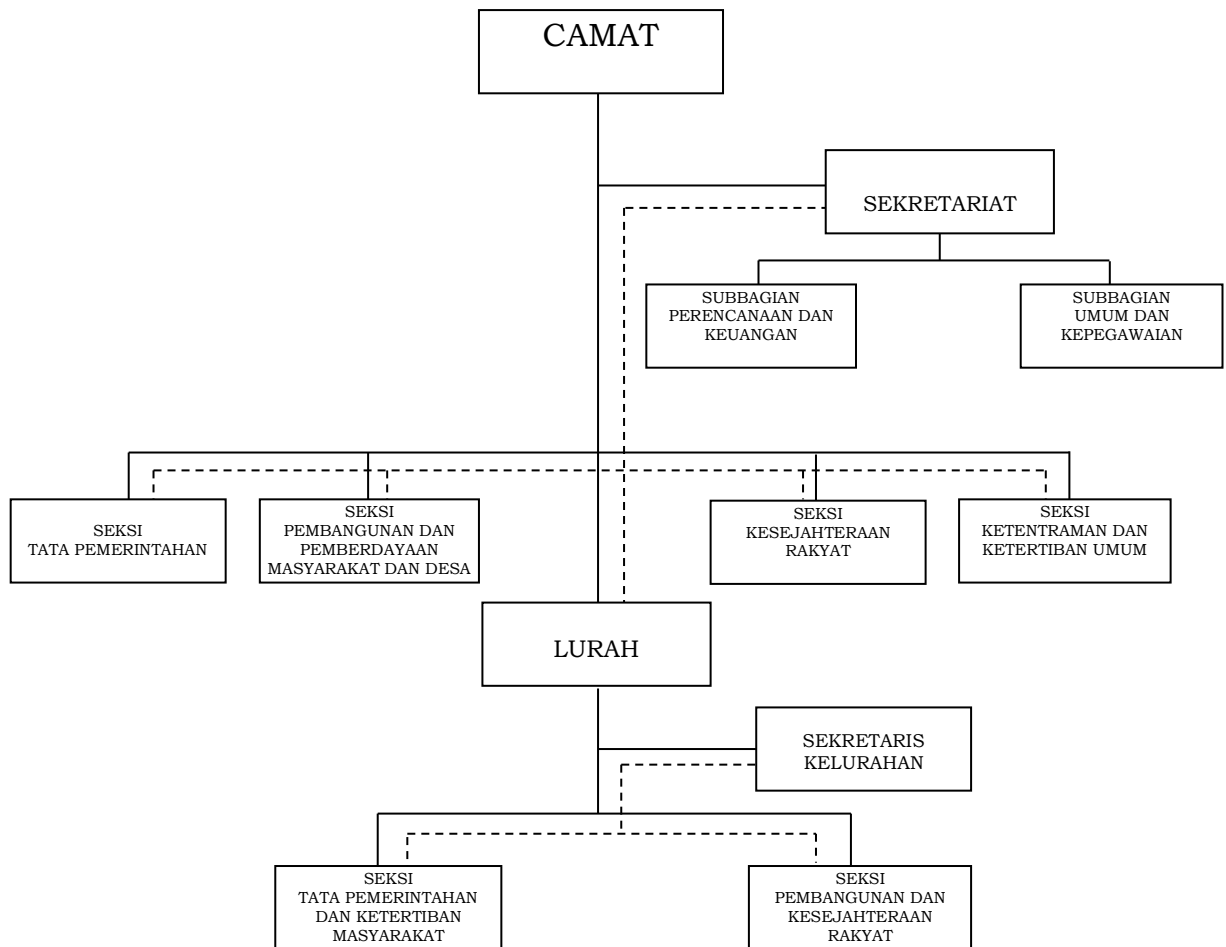 CAMAT
SEKRETARIAT
SUBBAGIAN
PERENCANAAN DAN
KEUANGAN
SUBBAGIAN
UMUM DAN
KEPEGAWAIAN
SEKSI
TATA PEMERINTAHAN
SEKSI
PEMBANGUNAN DAN
PEMBERDAYAAN
MASYARAKAT DAN DESA
SEKSI
KESEJAHTERAAN
RAKYAT
SEKSI
KETENTRAMAN DAN
KETERTIBAN UMUM
LURAH
SEKRETARIS
KELURAHAN
SEKSI
TATA PEMERINTAHAN
DAN KETERTIBAN
MASYARAKAT
SEKSI
PEMBANGUNAN DAN
KESEJAHTERAAN
RAKYAT